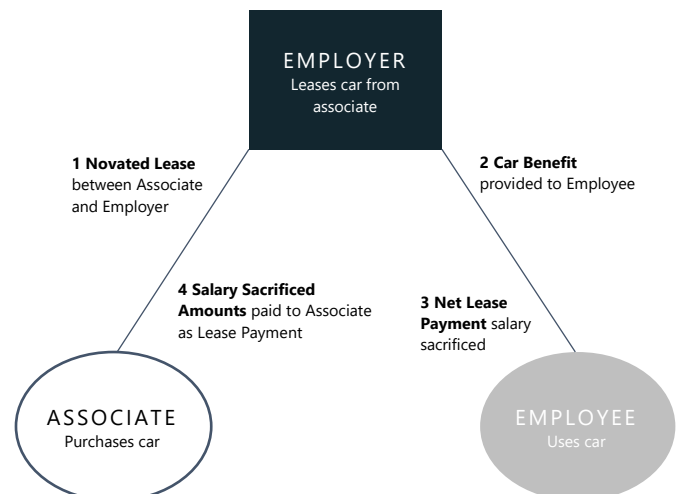 EMPLOYER
Leases car from
associate
1 Novated Lease
between Associate
and Employer
2 Car Benefit
provided to Employee
4 Salary Sacrificed
Amounts paid to Associate
as Lease Payment
3 Net Lease
Payment salary
sacrificed
ASSOCIATE
Purchases car
EMPLOYEE
Uses car